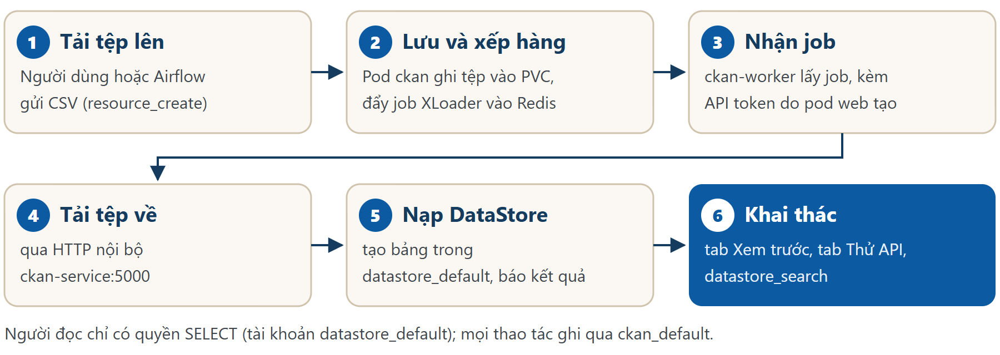 1 Tải tệp lên
Người dùng hoặc Airflow
gửi CSV (resource_create)
2 Lưu và xếp hàng
Pod ckan ghi tệp vào PVC,
đẩy job XLoader vào Redis
3 Nhận job
ckan-worker lấy job, kèm
API token do pod web tạo
4 Tải tệp về
qua HTTP nội bộ
ckan-service:5000
5 Nạp DataStore
tạo bảng trong
datastore_default, báo kết quả
6 Khai thác
tab Xem trước, tab Thử API,
datastore_search
Người đọc chỉ có quyền SELECT (tài khoản datastore_default); mọi thao tác ghi qua ckan_default.